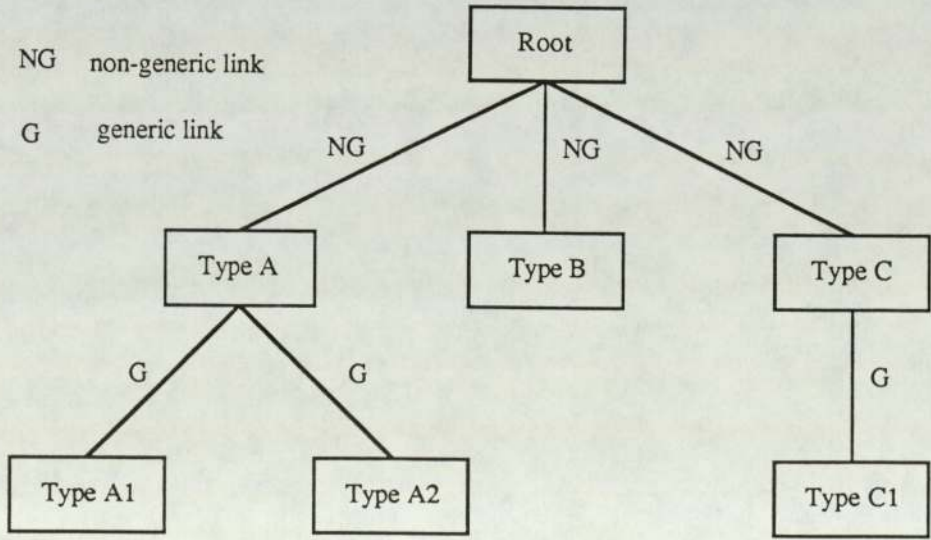 Root
NG non-generic link
G generic link
NG
NG
NG
Type A
Type B
Type C
G
G
G
Type A1
Type A2
Type C1